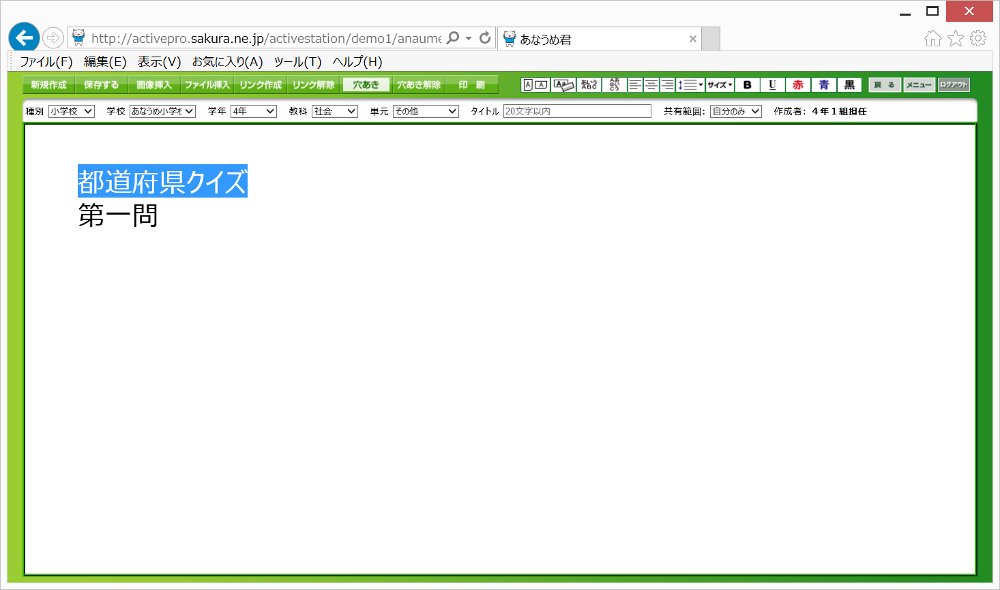 http://activepro.sakura.ne.jp/activestation/demo1/anaume
あなうめ君
ファイル(F) 編集(E) 表示(V) お気に入り(A) ツール(T) ヘルプ(H)
新規作成 保存する 画像挿入 ファイル挿入 リンク作成 リンク解除 穴あき 穴あき解除 印 刷 サイズ B U 赤 青 黒 戻 る メニュー ログアウト
種別 小学校 学校 あなうめ小学校 学年 4年 教科 社会 単元 その他 タイトル 20文字以内 共有範囲: 自分のみ 作成者: 4年1組担任
都道府県クイズ
第一問